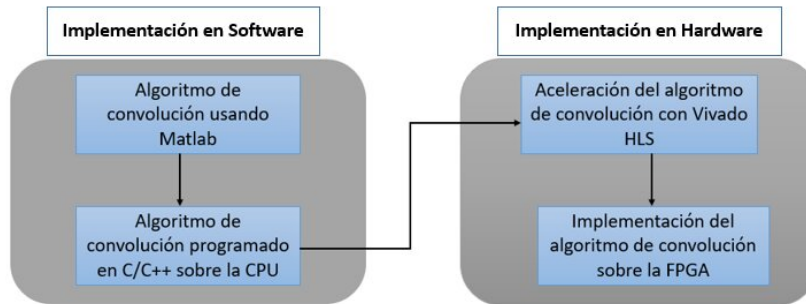 Implementación en Software
Algoritmo de
convolución usando
Matlab
Algoritmo de
convolución programado
en C/C++ sobre la CPU
Implementación en Hardware
Aceleración del algoritmo
de convolución con Vivado
HLS
Implementación del
algoritmo de convolución
sobre la FPGA